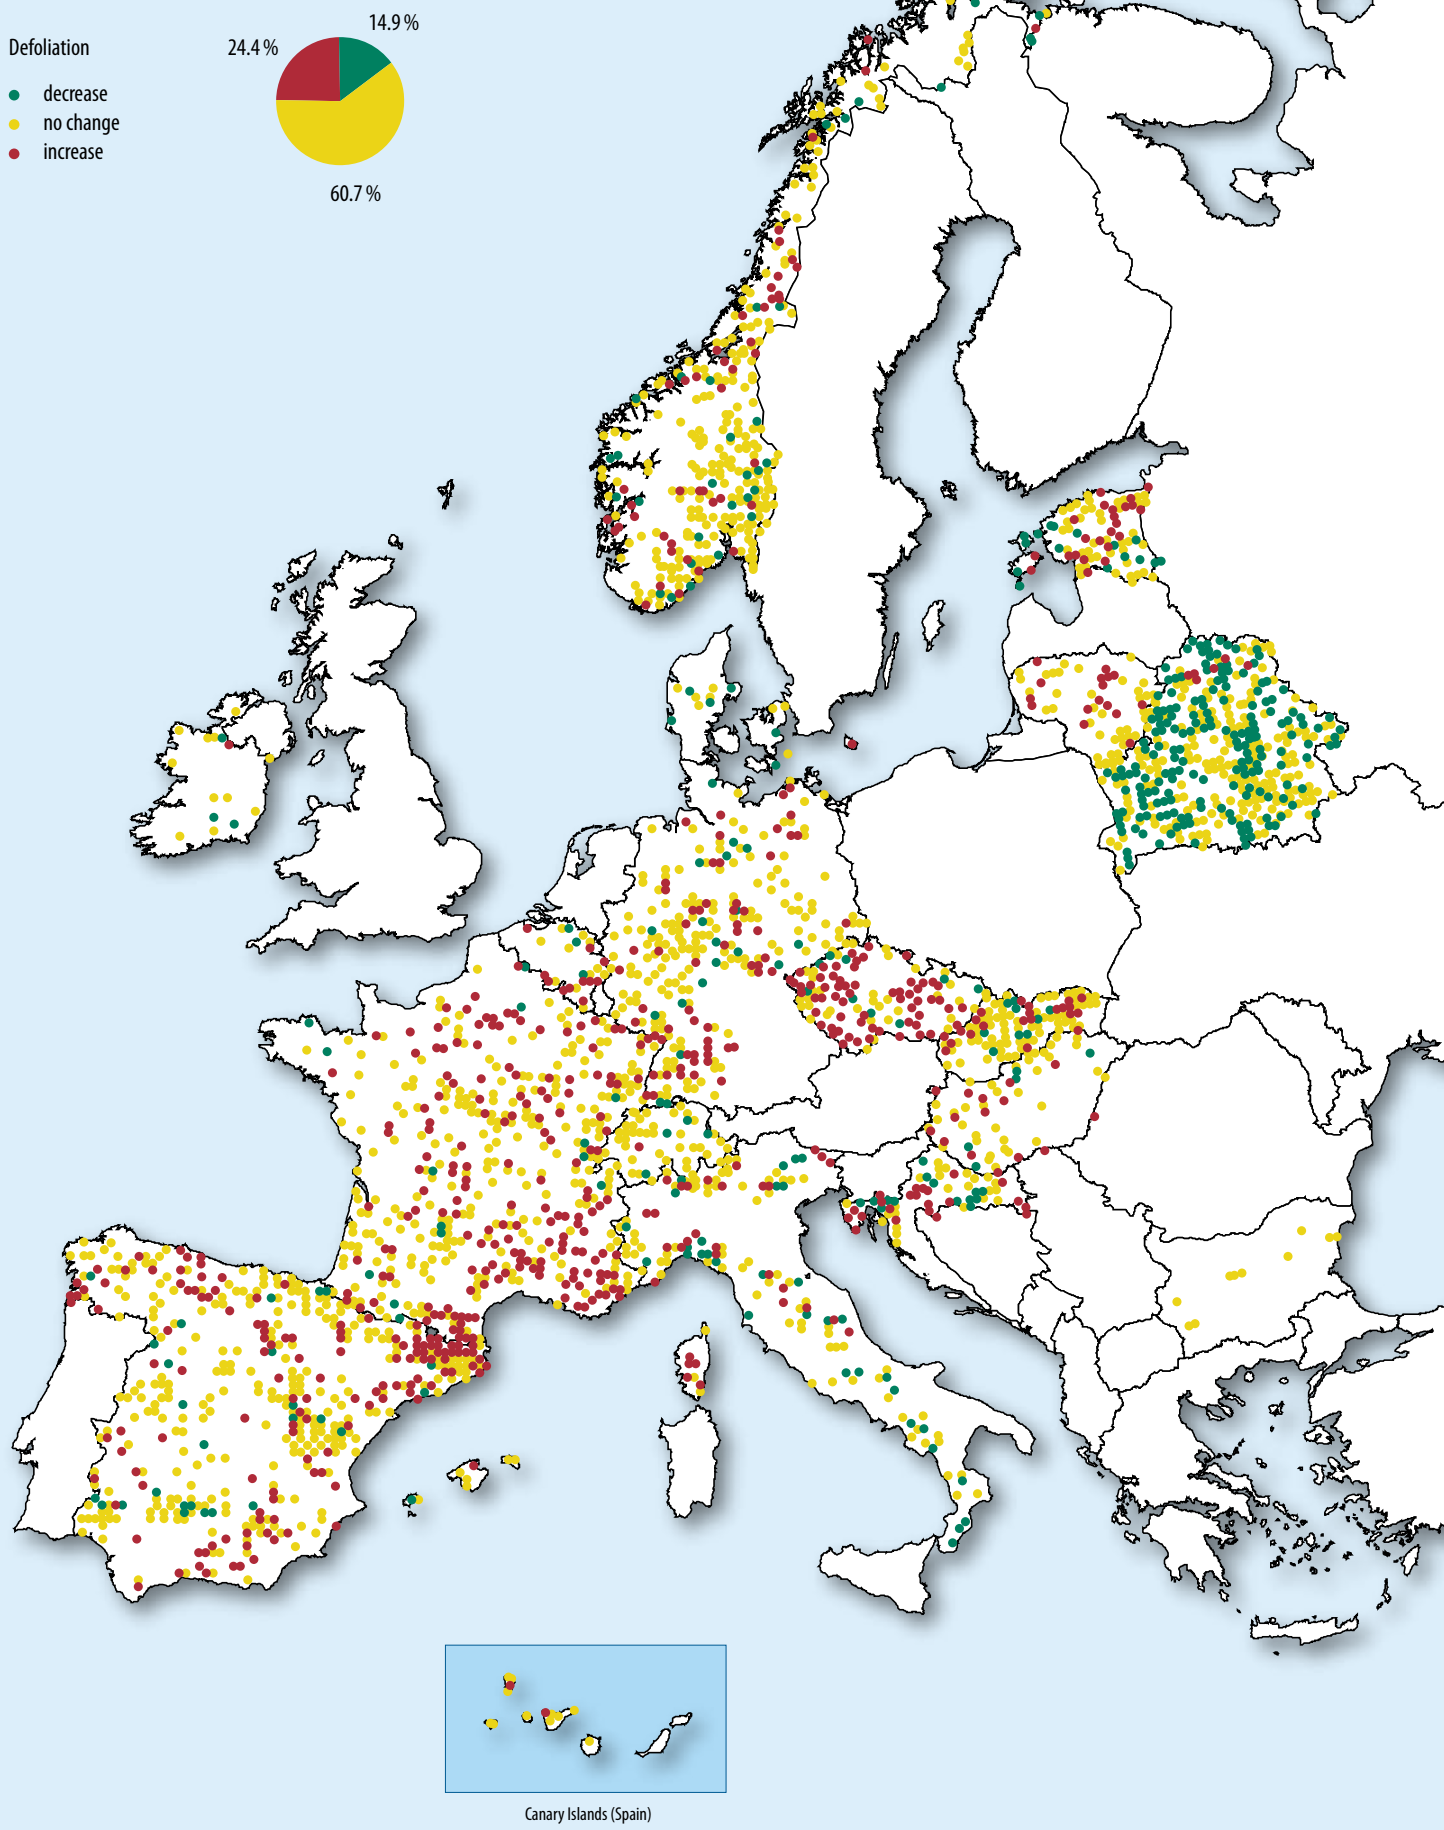 14.9 %
Defoliation
24.4 %
decrease
no change
increase
60.7 %
Canary Islands (Spain)